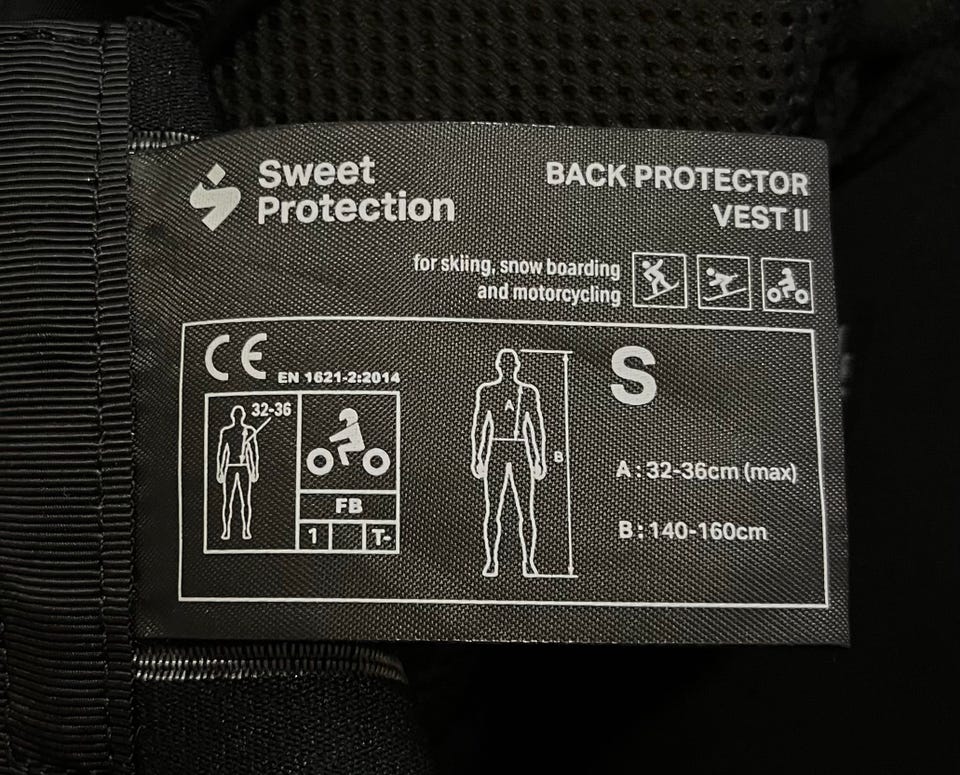 Sweet
Protection
BACK PROTECTOR
VEST II
for skiing, snow boarding
and motorcycling
CE
EN 1621-2:2014
32-36
FB
1
T-
A
B
S
A : 32-36cm (max)
B : 140-160cm